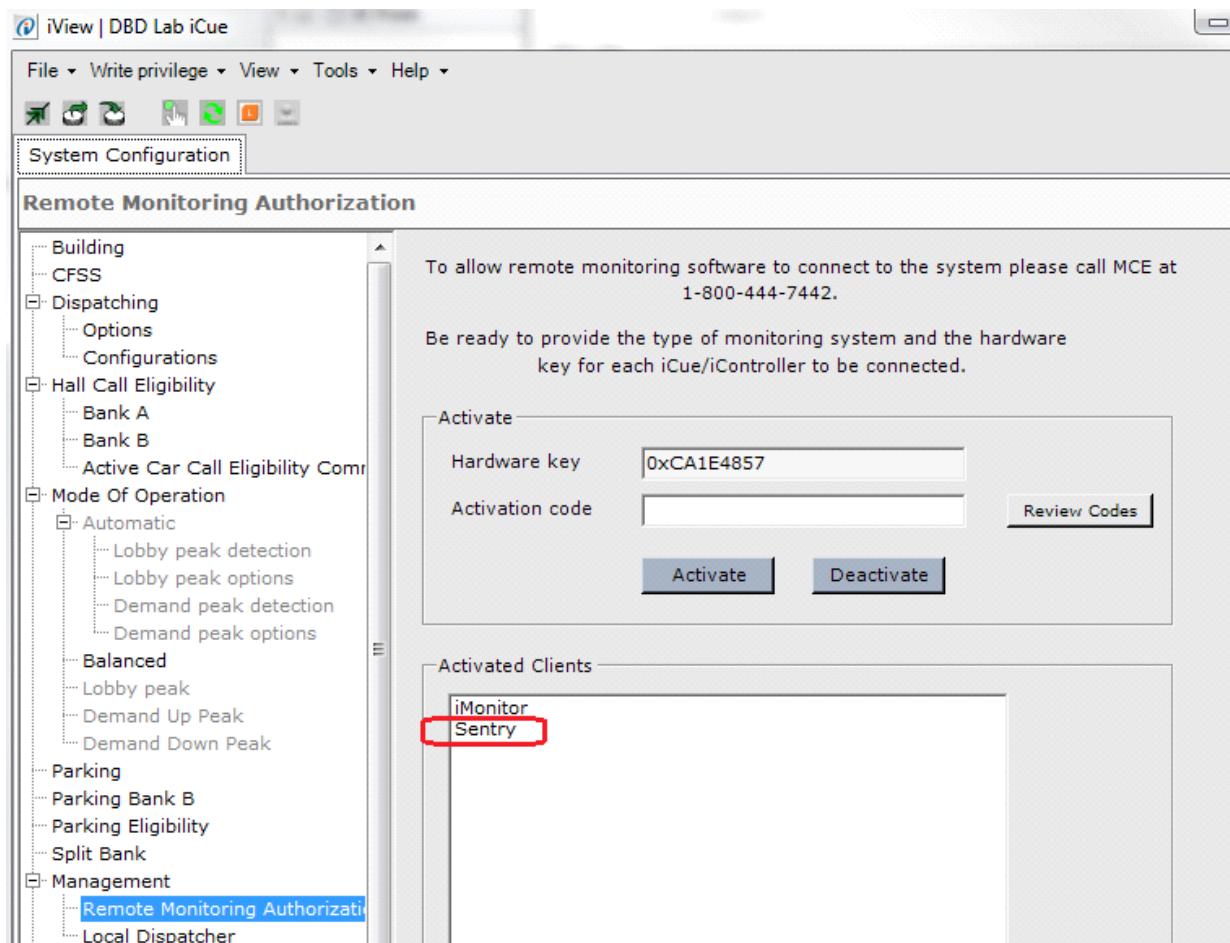 iView | DBD Lab iCue
File Write privilege View Tools Help
System Configuration
Remote Monitoring Authorization
Building
CFSS
Dispatching
Options
Configurations
Hall Call Eligibility
Bank A
Bank B
Active Car Call Eligibility Com
Mode Of Operation
Automatic
Lobby peak detection
Lobby peak options
Demand peak detection
Demand peak options
Balanced
Lobby peak
Demand Up Peak
Demand Down Peak
Parking
Parking Bank B
Parking Eligibility
Split Bank
Management
Remote Monitoring Authorizati
Local Dispatcher
To allow remote monitoring software to connect to the system please call MCE at
1-800-444-7442.
Be ready to provide the type of monitoring system and the hardware
key for each iCue/iController to be connected.
Activate
Hardware key 0xCA1E4857
Activation code
Review Codes
Activate Deactivate
Activated Clients
iMonitor
Sentry